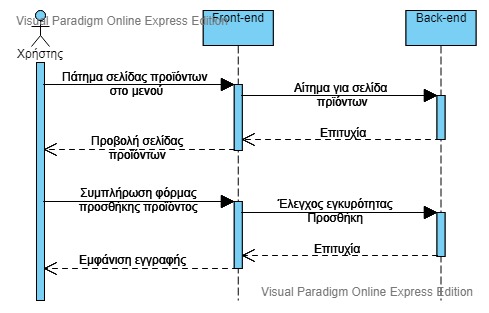 Visual Paradigm Online Express Edition
Front-end
Back-end
Χρήστης
Πάτημα σελίδας προϊόντων
στο μενού
Αίτημα για σελίδα
πρϊόντων
Επιτυχία
Προβολή σελίδας
προϊόντων
Συμπλήρωση φόρμας
προσθήκης προϊόντος
Έλεγχος εγκυρότητας
Προσθήκη
Επιτυχία
Εμφάνιση εγγραφής
Visual Paradigm Online Express Edition